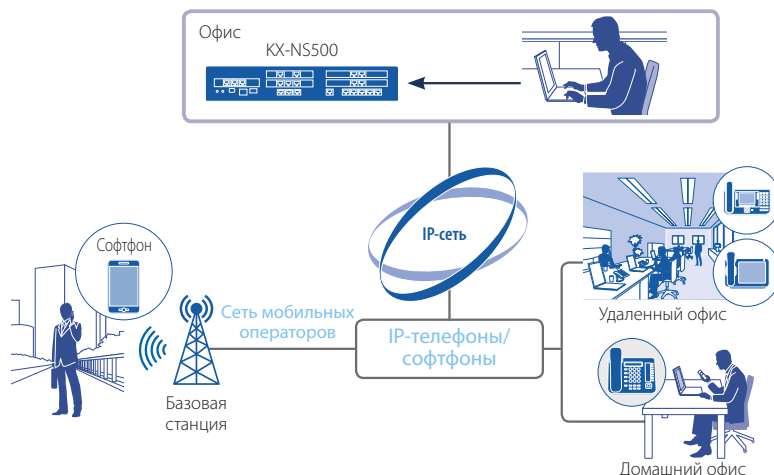 Офис
KX-NS500
IP-сеть
Софтфон
Сеть мобильных
операторов
IP-телефоны/
софтфоны
Удаленный офис
Базовая
станция
Домашний офис